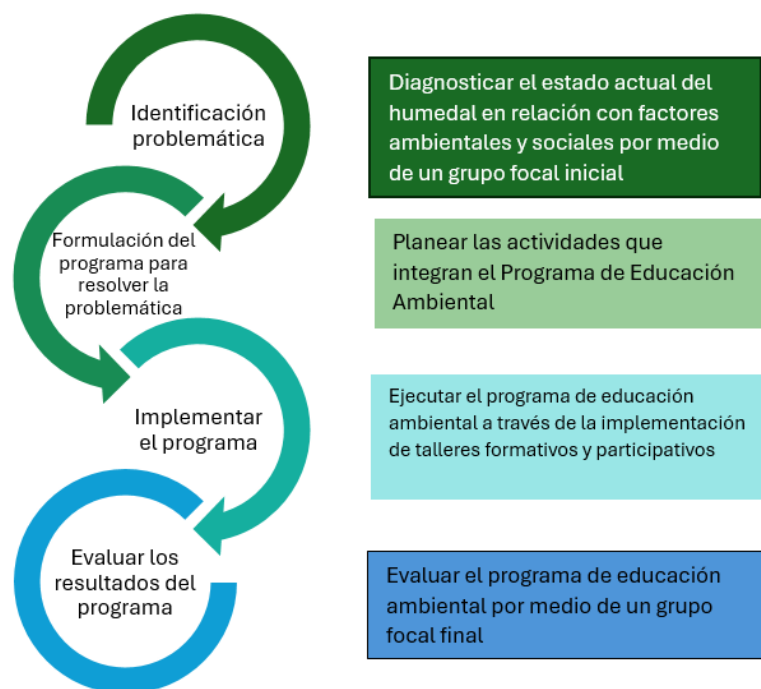 Identificación
problemática
Diagnosticar el estado actual del
humedal en relación con factores
ambientales y sociales por medio
de un grupo focal inicial
Formulación del
programa para
resolver la
problemática
Planear las actividades que
integran el Programa de Educación
Ambiental
Implementar
el programa
Ejecutar el programa de educación
ambiental a través de la implementación
de talleres formativos y participativos
Evaluar los
resultados del
programa
Evaluar el programa de educación
ambiental por medio de un grupo
focal final